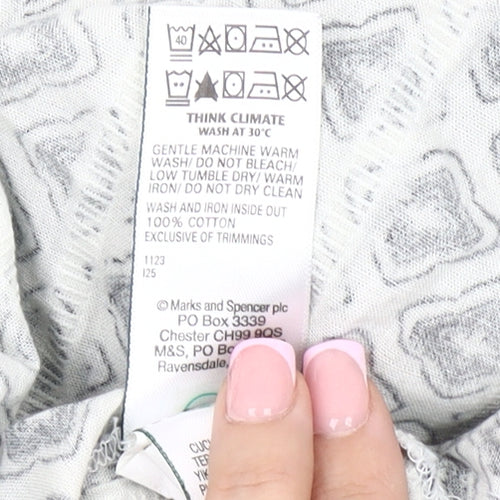 40
THINK CLIMATE
WASH AT 30°C
GENTLE MACHINE WARM
WASH/ DO NOT BLEACH/
LOW TUMBLE DRY/ WARM
IRON/ DO NOT DRY CLEAN
WASH AND IRON INSIDE OUT
100% COTTON
EXCLUSIVE OF TRIMMINGS
1123
I25
© Marks and Spencer plc
PO Box 3339
Chester CH99 9QS
M&S, PO Bo
Ravensdale,